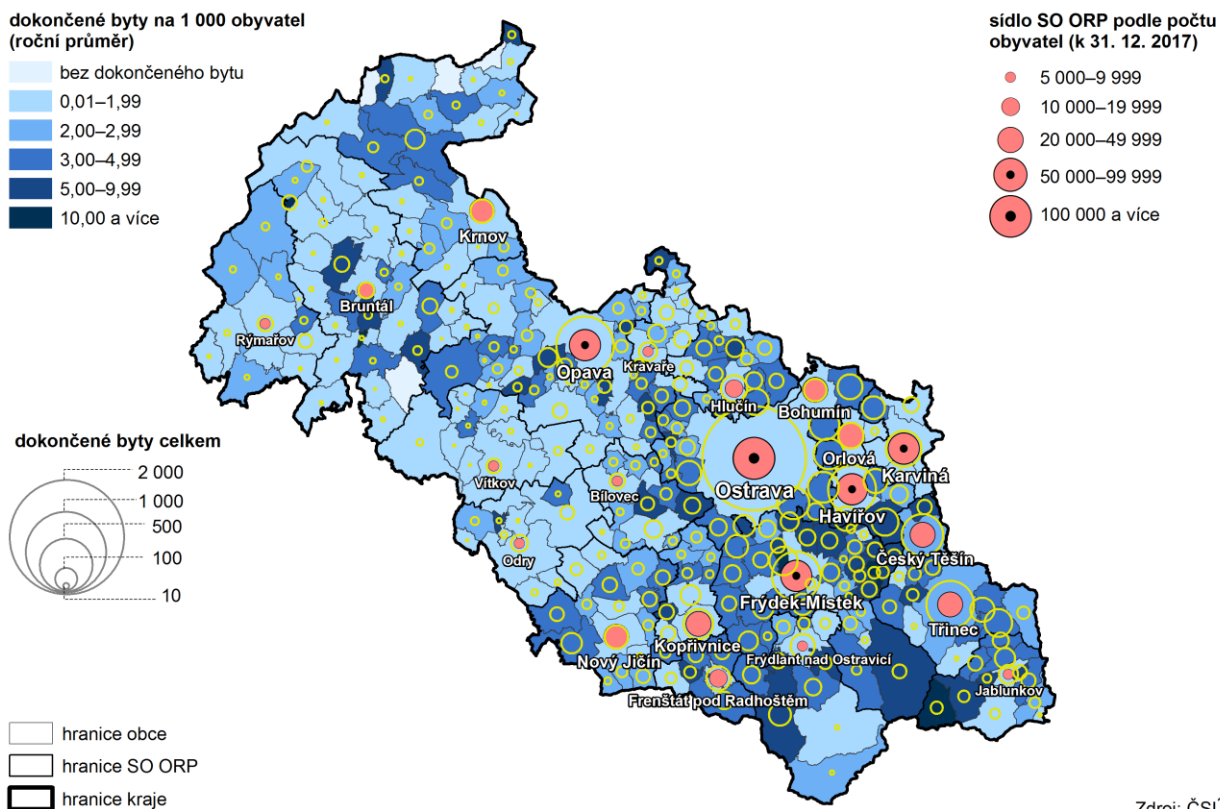 dokončené byty na 1 000 obyvatel
(roční průměr)
bez dokončeného bytu
0,01–1,99
2,00–2,99
3,00–4,99
5,00–9,99
10,00 a více
sídlo SO ORP podle počtu
obyvatel (k 31. 12. 2017)
5 000–9 999
10 000–19 999
20 000–49 999
50 000–99 999
100 000 a více
Krnov
Bruntál
Rýmařov
Opava
Kravaře
Hlučín
Bohumín
Orlová
Karviná
Ostrava
Havířov
Vítkov
Bílovec
Český Těšín
Odry
Frýdek-Místek
Třinec
Kopřivnice
Nový Jičín
Frýdlant nad Ostravicí
Frenštát pod Radhoštěm
Jablunkov
dokončené byty celkem
2 000
1 000
500
100
10
hranice obce
hranice SO ORP
hranice kraje
Zdroj: